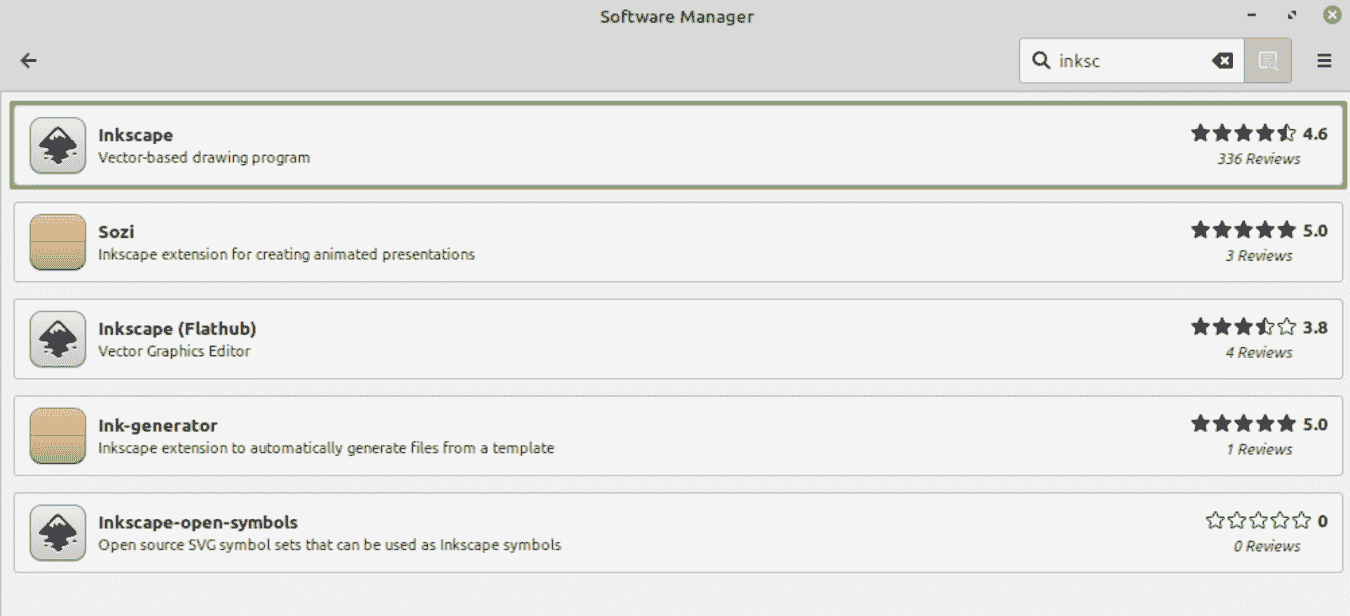 Software Manager
inksc
Inkscape
Vector-based drawing program
4.6
336 Reviews
Sozi
Inkscape extension for creating animated presentations
5.0
3 Reviews
Inkscape (Flathub)
Vector Graphics Editor
3.8
4 Reviews
Ink-generator
Inkscape extension to automatically generate files from a template
5.0
1 Reviews
Inkscape-open-symbols
Open source SVG symbol sets that can be used as Inkscape symbols
0
0 Reviews